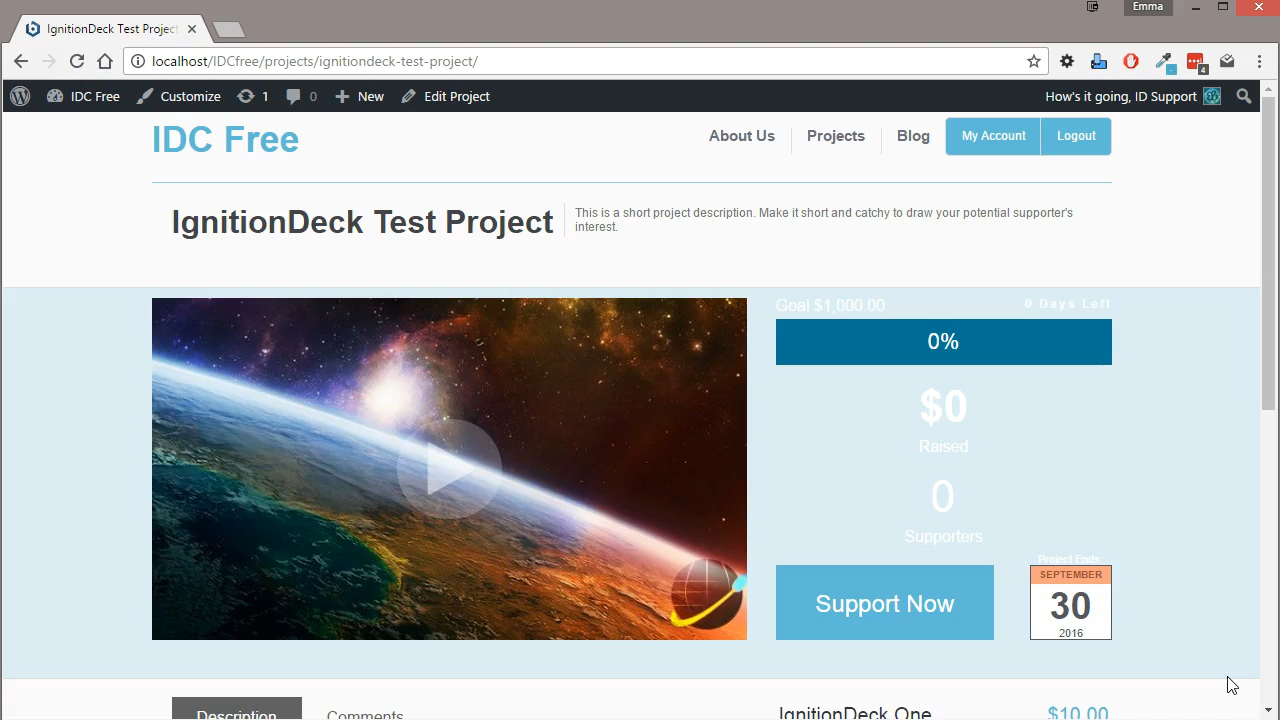 Emma
IgnitionDeck Test Project
localhost/IDCfree/projects/ignitiondeck-test-project/
4
IDC Free
Customize
1
0
New
Edit Project
How's it going, ID Support
IDC Free
About Us
Projects
Blog
My Account
Logout
IgnitionDeck Test Project
This is a short project description. Make it short and catchy to draw your potential supporter's
interest.
Goal $1,000.00
0 Days Left
0%
$0
Raised
0
Supporters
Project Ends:
Support Now
SEPTEMBER
30
2016
Description
Comments
IgnitionDeck One
$10.00